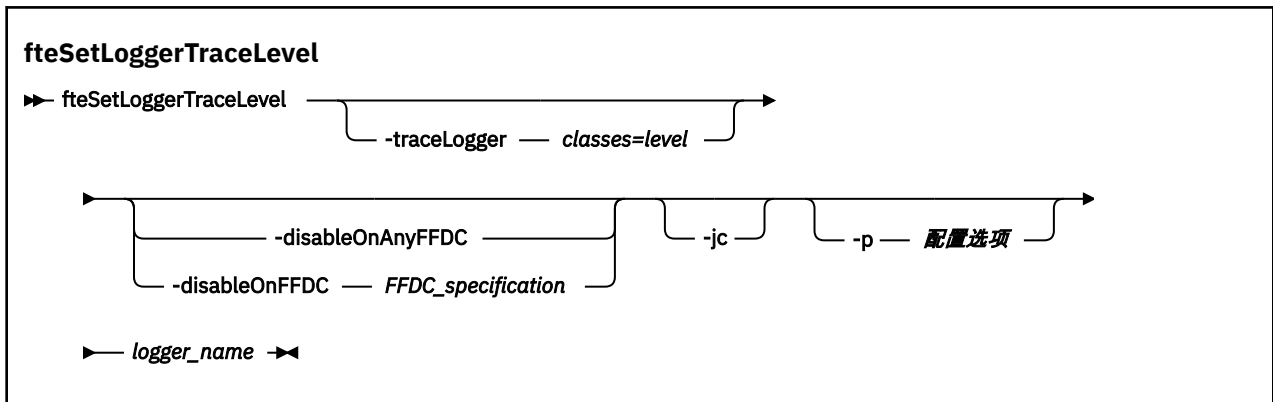 fteSetLoggerTraceLevel
fteSetLoggerTraceLevel
-traceLogger classes=level
-disableOnAnyFFDC
-disableOnFFDC FFDC_specification
-jc
-p 配置选项
logger_name